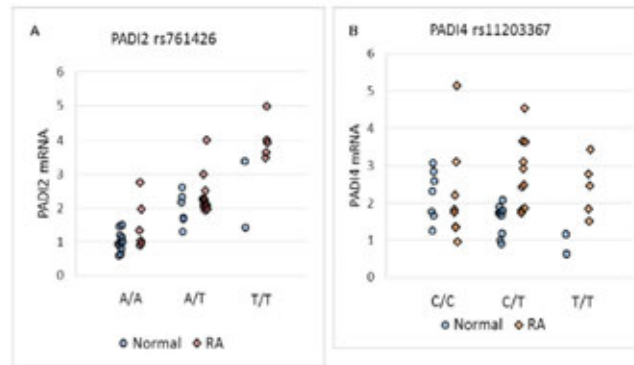 A
PADI2 rs761426
PADI2 mRNA
6
5
4
3
2
1
0
A/A A/T T/T
Normal RA
B
PADI4 rs11203367
PADI4 mRNA
6
5
4
3
2
1
0
C/C C/T T/T
Normal RA